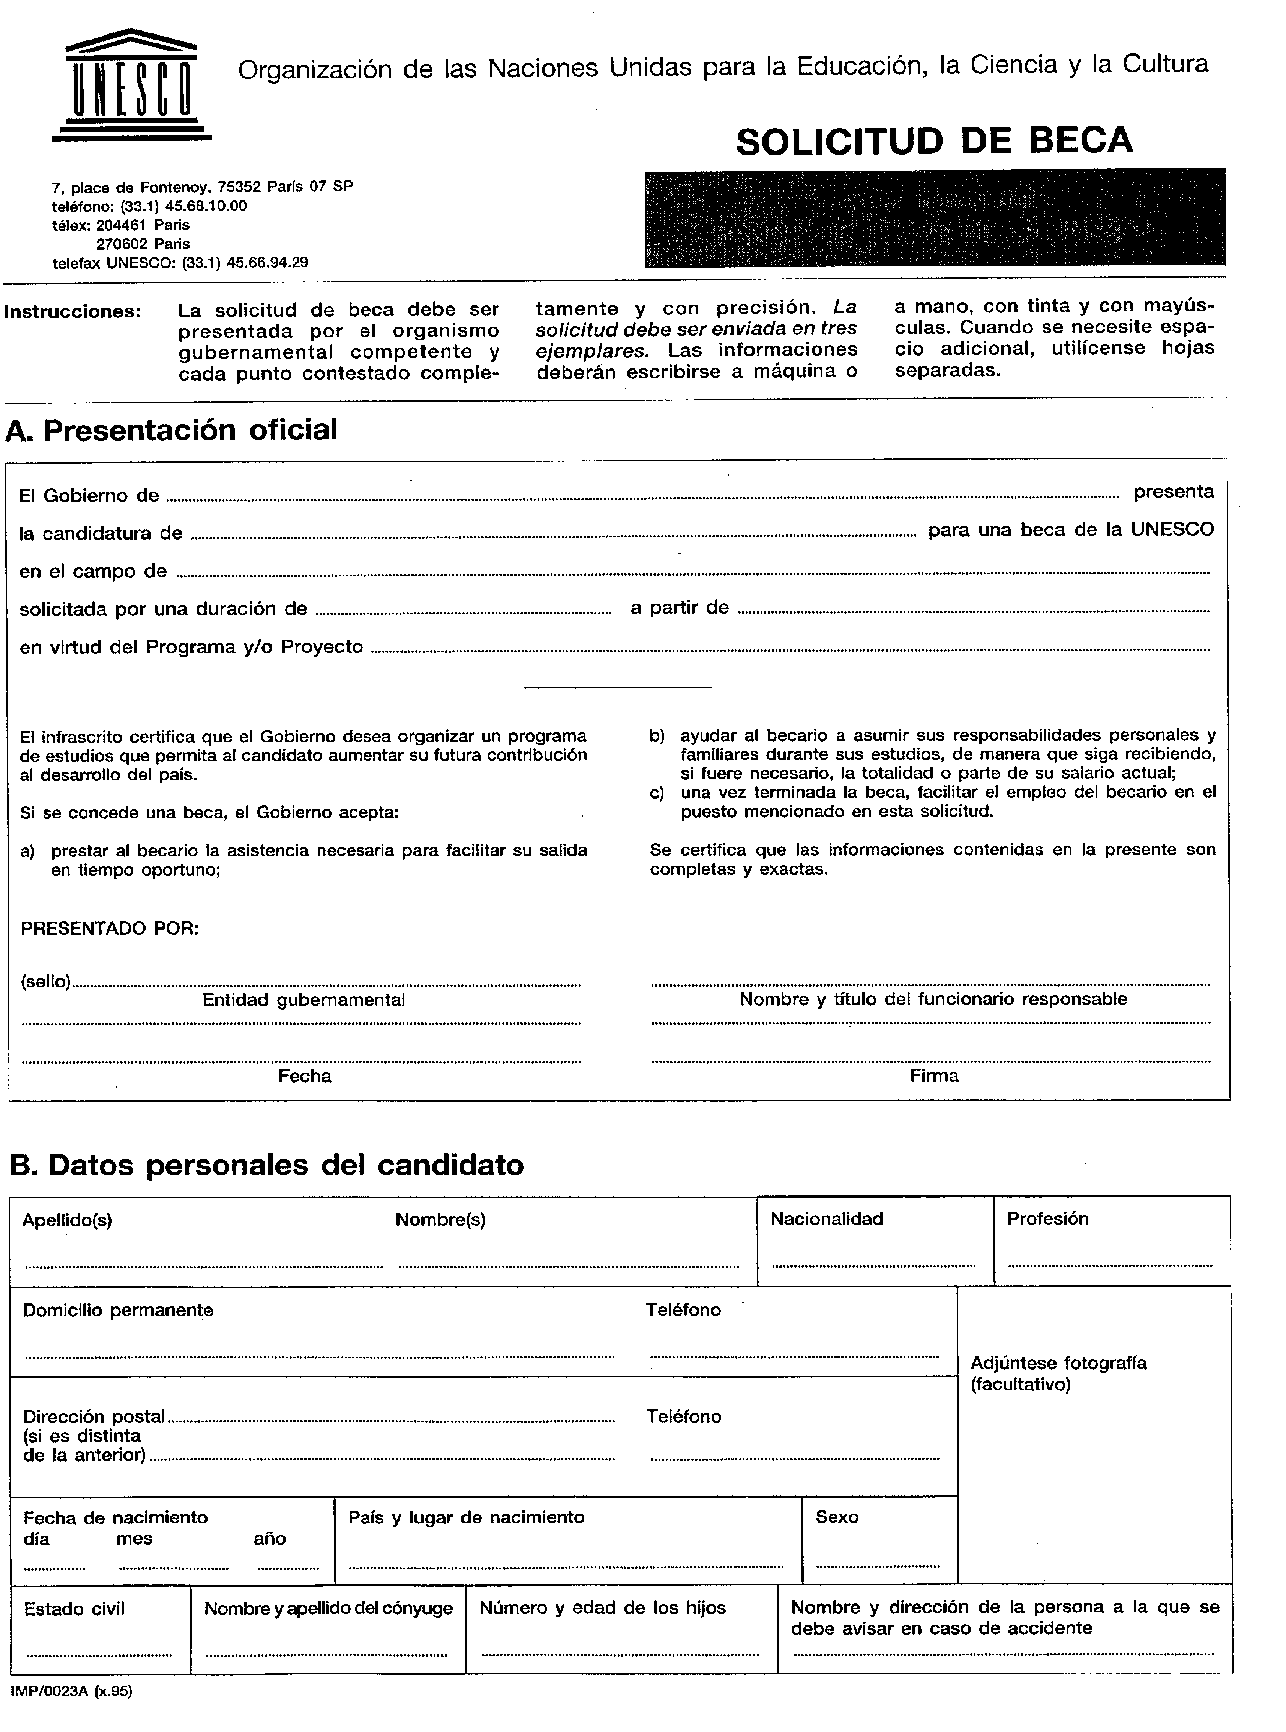 UNESCO
Organización de las Naciones Unidas para la Educación, la Ciencia y la Cultura
SOLICITUD DE BECA
7, place de Fontenoy, 75352 París 07 SP
teléfono: (33.1) 45.68.10.00
télex: 204461 Paris
270602 Paris
telefax UNESCO: (33.1) 45.66.94.29
Instrucciones:
La solicitud de beca debe ser
presentada por el organismo
gubernamental competente y
cada punto contestado comple-
tamente y con precisión. La
solicitud debe ser enviada en tres
ejemplares. Las informaciones
deberán escribirse a máquina o
a mano, con tinta y con mayús-
culas. Cuando se necesite espa-
cio adicional, utilícense hojas
separadas.
A. Presentación oficial
El Gobierno de ........ presenta
la candidatura de ........ para una beca de la UNESCO
en el campo de ........
solicitada por una duración de ........ a partir de ........
en virtud del Programa y/o Proyecto ........
El infrascrito certifica que el Gobierno desea organizar un programa
de estudios que permita al candidato aumentar su futura contribución
al desarrollo del país.
Si se concede una beca, el Gobierno acepta:
a) prestar al becario la asistencia necesaria para facilitar su salida
en tiempo oportuno;
b) ayudar al becario a asumir sus responsabilidades personales y
familiares durante sus estudios, de manera que siga recibiendo,
si fuere necesario, la totalidad o parte de su salario actual;
c) una vez terminada la beca, facilitar el empleo del becario en el
puesto mencionado en esta solicitud.
Se certifica que las informaciones contenidas en la presente son
completas y exactas.
PRESENTADO POR:
(sello)........
Entidad gubernamental
Nombre y título del funcionario responsable
Fecha
Firma
B. Datos personales del candidato
Apellido(s) Nombre(s) Nacionalidad Profesión
Domicilio permanente Teléfono
Adjúntese fotografía
(facultativo)
Dirección postal........ Teléfono
(si es distinta
de la anterior)........
Fecha de nacimiento
día mes año
País y lugar de nacimiento
Sexo
Estado civil
Nombre y apellido del cónyuge
Número y edad de los hijos
Nombre y dirección de la persona a la que se
debe avisar en caso de accidente
IMP/0023A (x.95)